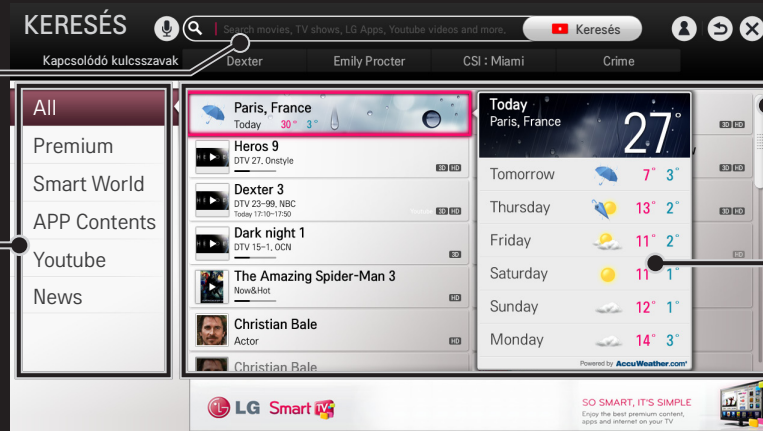 KERESÉS
Search movies, TV shows, LG Apps, Youtube videos and more.
Keresés
Kapcsolódó kulcsszavak
Dexter
Emily Procter
CSI : Miami
Crime
All
Premium
Smart World
APP Contents
Youtube
News
Paris, France
Today 30° 3°
Heros 9
DTV 27, Onstyle
3D HD
Dexter 3
DTV 23-99, NBC
Today 17:10~17:50
3D HD
Dark night 1
DTV 15-1, OCN
3D
The Amazing Spider-Man 3
Now&Hot
HD
Christian Bale
Actor
HD
Christian Bale
Today
Paris, France
27°
Tomorrow 7° 3°
Thursday 13° 2°
Friday 11° 2°
Saturday 11° 1°
Sunday 12° 1°
Monday 14° 3°
Powered by AccuWeather.com®
3D HD
3D HD
3D HD
HD
LG Smart TV
SO SMART, IT'S SIMPLE
Enjoy the best premium content,
apps and internet on your TV